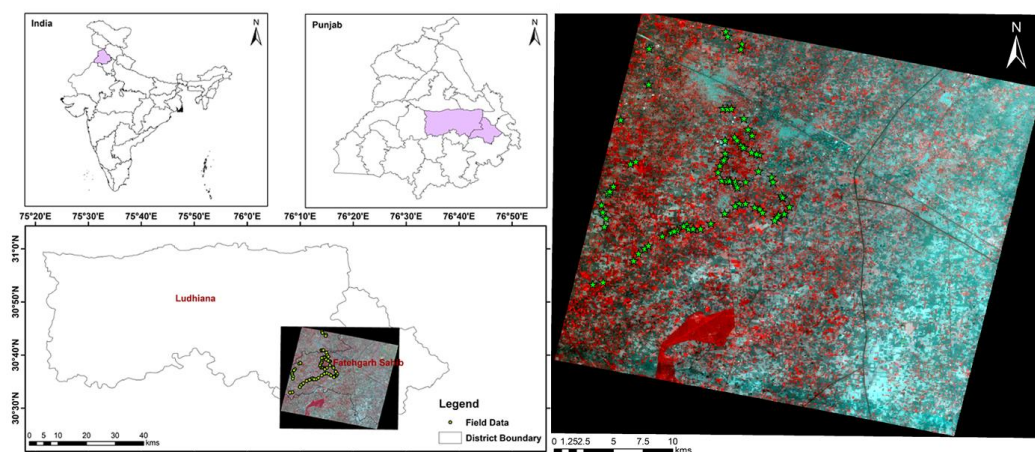 India
N
Punjab
N
75°20'E 75°30'E 75°40'E 75°50'E 76°0'E 76°10'E 76°20'E 76°30'E 76°40'E 76°50'E
31°0'N
30°50'N
30°40'N
30°30'N
Ludhiana
Fatehgarh Sahib
Legend
Field Data
District Boundary
0 5 10 20 30 40
kms
N
0 1.252.5 5 7.5 10
kms